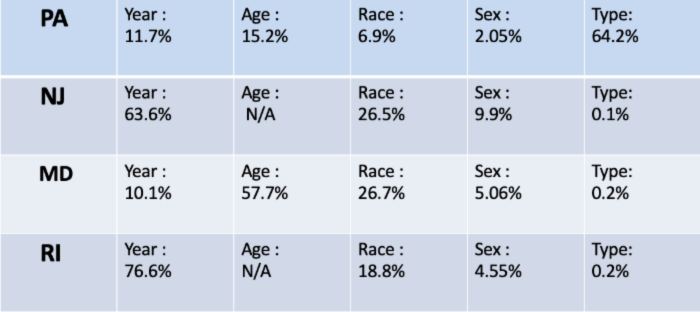 PA
Year :
11.7%
Age :
15.2%
Race :
6.9%
Sex :
2.05%
Type:
64.2%
NJ
Year :
63.6%
Age :
N/A
Race :
26.5%
Sex :
9.9%
Type:
0.1%
MD
Year :
10.1%
Age :
57.7%
Race :
26.7%
Sex :
5.06%
Type:
0.2%
RI
Year :
76.6%
Age :
N/A
Race :
18.8%
Sex :
4.55%
Type:
0.2%